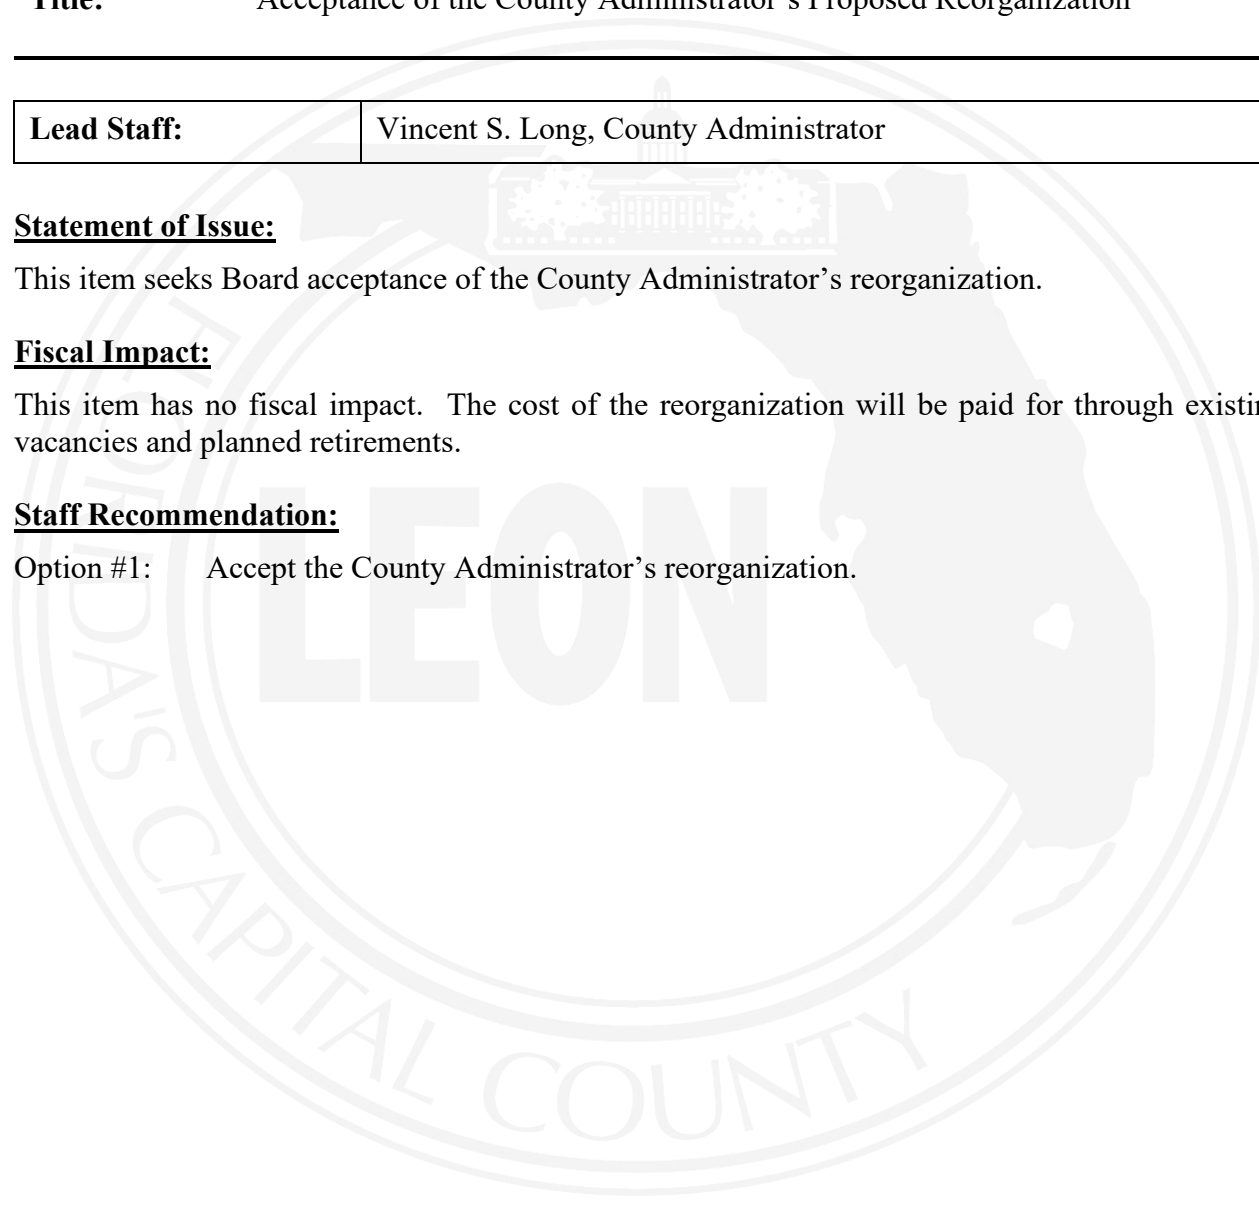 Title: Acceptance of the County Administrator’s Proposed Reorganization
Lead Staff: Vincent S. Long, County Administrator
Statement of Issue:
This item seeks Board acceptance of the County Administrator’s reorganization.
Fiscal Impact:
This item has no fiscal impact. The cost of the reorganization will be paid for through existin
vacancies and planned retirements.
Staff Recommendation:
Option #1: Accept the County Administrator’s reorganization.
LEON
FLORIDA'S CAPITAL COUNTY